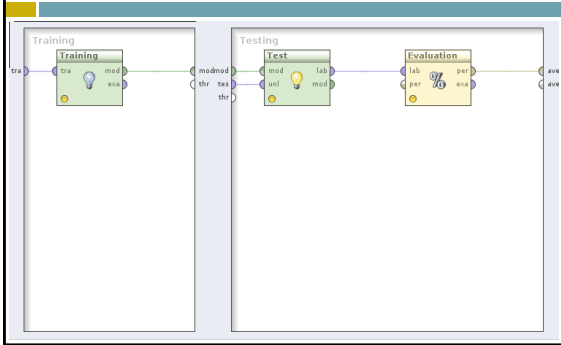 Training
Testing
Training
Test
Evaluation
tra
tra
mod
mod
mod
mod
lab
lab
per
ave
exa
thr
tes
unl
mod
per
exa
ave
thr